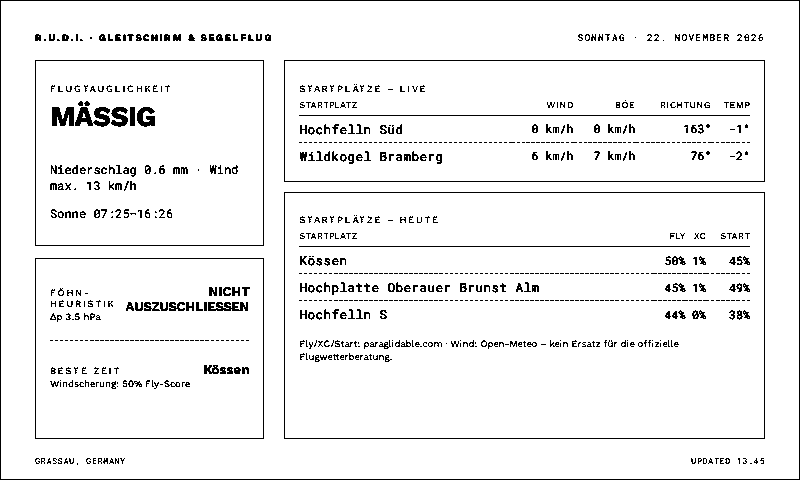 R.U.D.I. · GLEITSCHIRM & SEGELFLUG
SONNTAG · 22. NOVEMBER 2026
FLUGTAUGLICHKEIT
MÄSSIG
Niederschlag 0.6 mm · Wind
max. 13 km/h
Sonne 07:25–16:26
FÖHN-
HEURISTIK
Δp 3.5 hPa
NICHT
AUSZUSCHLIESSEN
BESTE ZEIT
Kössen
Windscherung: 50% Fly-Score
STARTPLÄTZE – LIVE
STARTPLATZ WIND BÖE RICHTUNG TEMP
Hochfelln Süd 0 km/h 0 km/h 163° -1°
Wildkogel Bramberg 6 km/h 7 km/h 76° -2°
STARTPLÄTZE – HEUTE
STARTPLATZ FLY XC START
Kössen 50% 1% 45%
Hochplatte Oberauer Brunst Alm 45% 1% 49%
Hochfelln S 44% 0% 38%
Fly/XC/Start: paraglidable.com · Wind: Open-Meteo – kein Ersatz für die offizielle
Flugwetterberatung.
GRASSAU, GERMANY
UPDATED 13:45